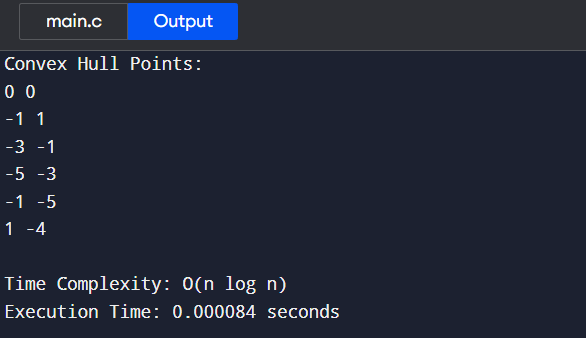 main.c Output
Convex Hull Points:
0 0
-1 1
-3 -1
-5 -3
-1 -5
1 -4
Time Complexity: O(n log n)
Execution Time: 0.000084 seconds